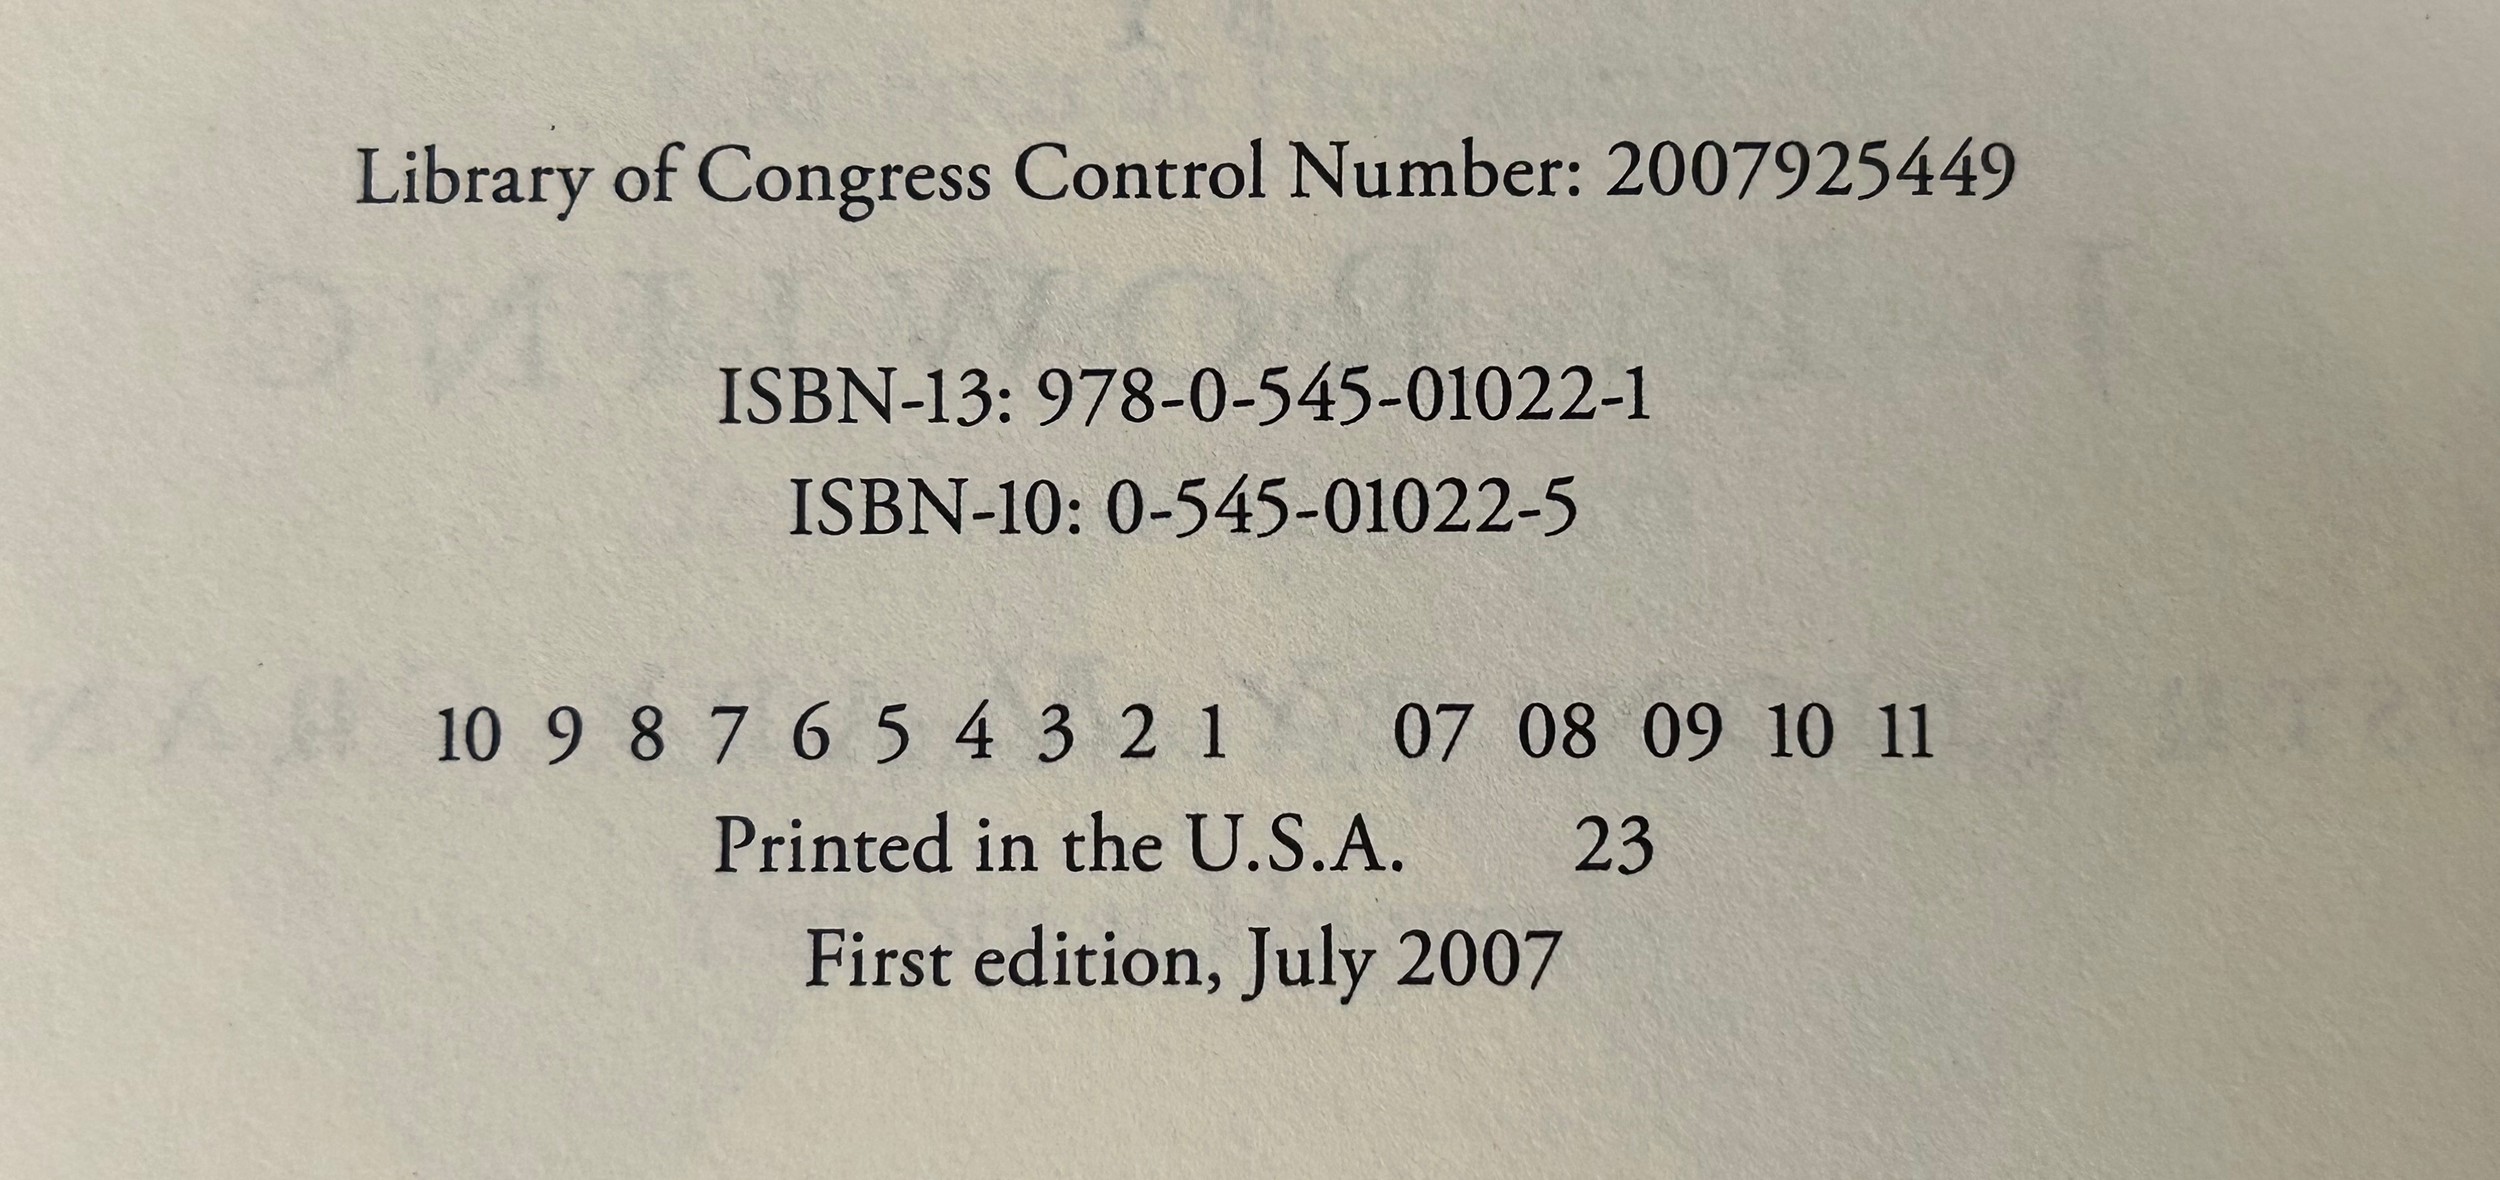 Library of Congress Control Number: 2007925449
ISBN-13: 978-0-545-01022-1
ISBN-10: 0-545-01022-5
10 9 8 7 6 5 4 3 2 1 07 08 09 10 11
Printed in the U.S.A. 23
First edition, July 2007